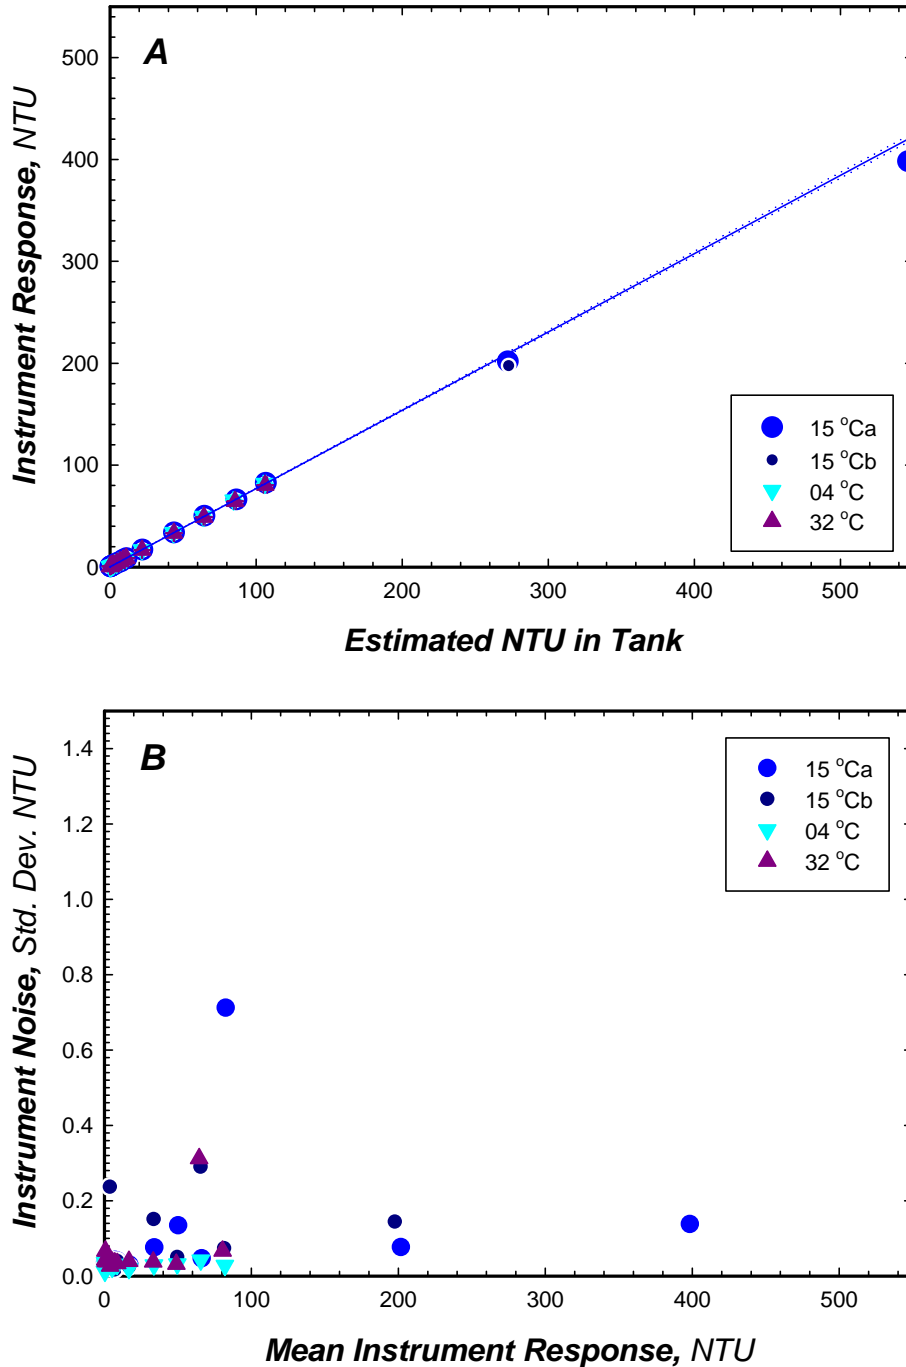 A
500
400
300
200
100
0
Instrument Response, NTU
15 °Ca
15 °Cb
04 °C
32 °C
0 100 200 300 400 500
Estimated NTU in Tank
B
1.4
1.2
1.0
0.8
0.6
0.4
0.2
0.0
Instrument Noise, Std. Dev. NTU
15 °Ca
15 °Cb
04 °C
32 °C
0 100 200 300 400 500
Mean Instrument Response, NTU